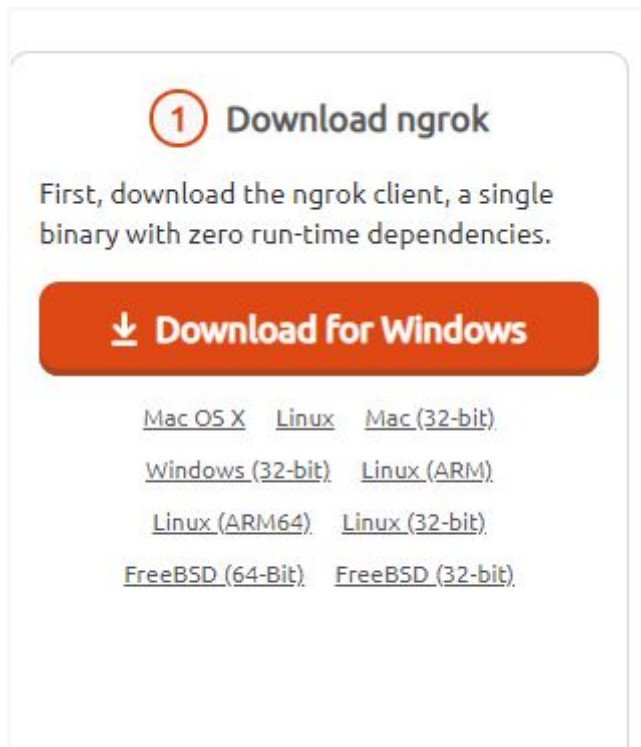 1 Download ngrok
First, download the ngrok client, a single
binary with zero run-time dependencies.
Download for Windows
Mac OS X Linux Mac (32-bit)
Windows (32-bit) Linux (ARM)
Linux (ARM64) Linux (32-bit)
FreeBSD (64-Bit) FreeBSD (32-bit)